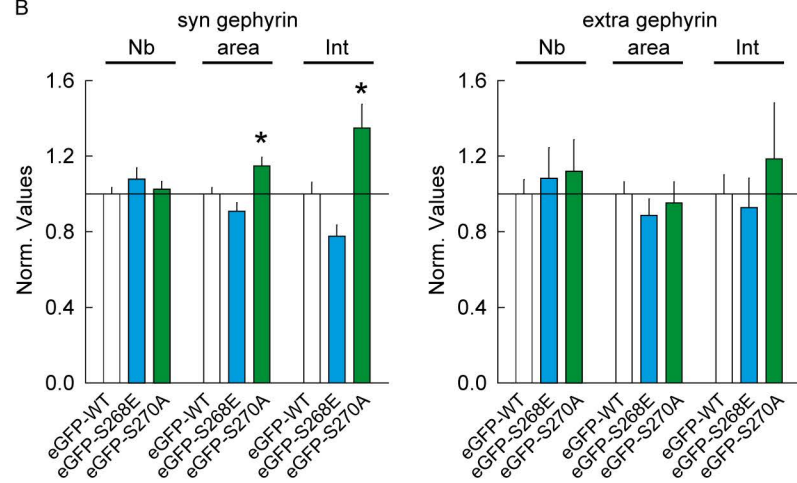 B
syn gephyrin
Nb area Int
Norm. Values
1.6
1.2
0.8
0.4
0.0
*
*
eGFP-WT
eGFP-S268E
eGFP-S270A
eGFP-WT
eGFP-S268E
eGFP-S270A
eGFP-WT
eGFP-S268E
eGFP-S270A
extra gephyrin
Nb area Int
Norm. Values
1.6
1.2
0.8
0.4
0.0
eGFP-WT
eGFP-S268E
eGFP-S270A
eGFP-WT
eGFP-S268E
eGFP-S270A
eGFP-WT
eGFP-S268E
eGFP-S270A